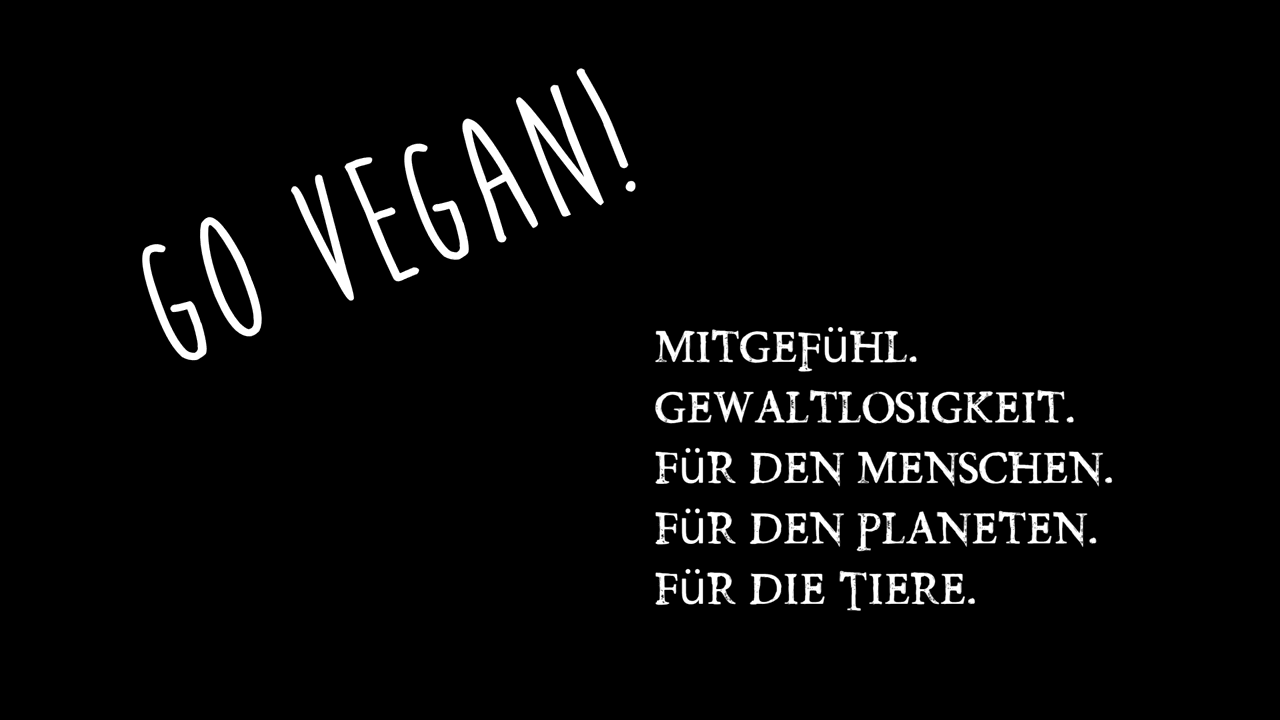 GO VEGAN!
MITGEFÜHL.
GEWALTLOSIGKEIT.
FÜR DEN MENSCHEN.
FÜR DEN PLANETEN.
FÜR DIE TIERE.